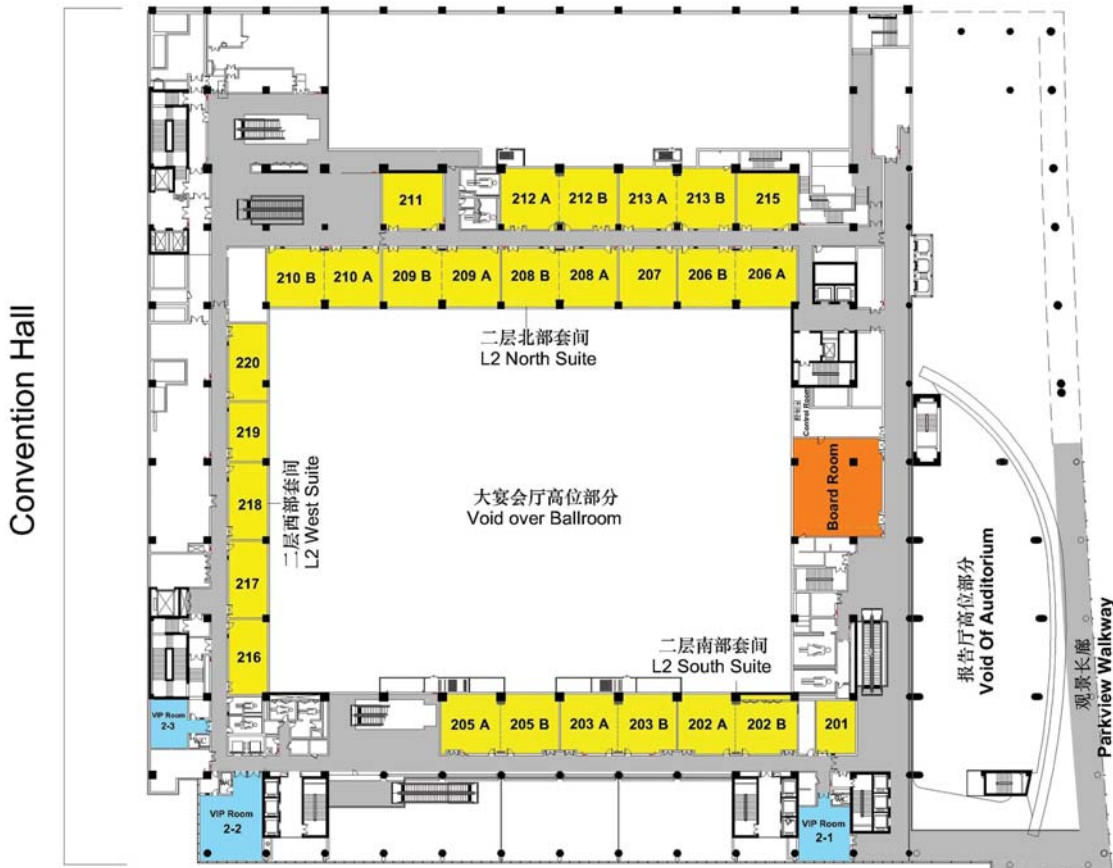 Convention Hall
211
212 A
212 B
213 A
213 B
215
210 B
210 A
209 B
209 A
208 B
208 A
207
206 B
206 A
二层北部套间
L2 North Suite
220
219
218
217
216
二层西部套间
L2 West Suite
大宴会厅高位部分
Void over Ballroom
控制室
Control Room
Board Room
二层南部套间
L2 South Suite
报告厅高位部分
Void Of Auditorium
观景长廊
Parkview Walkway
205 A
205 B
203 A
203 B
202 A
202 B
201
VIP Room
2-3
VIP Room
2-2
VIP Room
2-1